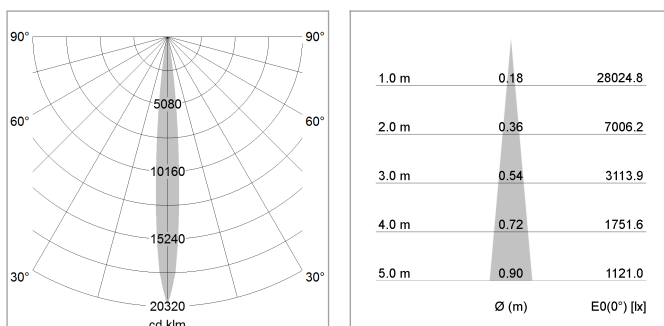 90° 90°
5080
60° 60°
10160
15240
30° 30°
20320
cd klm
1.0 m 0.18 28024.8
2.0 m 0.36 7006.2
3.0 m 0.54 3113.9
4.0 m 0.72 1751.6
5.0 m 0.90 1121.0
Ø (m) E0(0°) [lx]